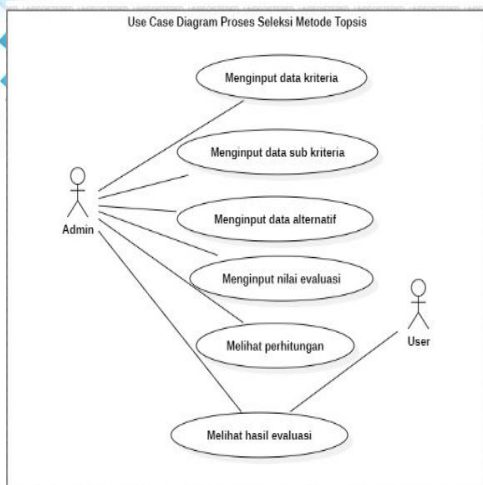 Use Case Diagram Proses Seleksi Metode Topsis
Menginput data kriteria
Menginput data sub kriteria
Admin
Menginput data alternatif
Menginput nilai evaluasi
User
Melihat perhitungan
Melihat hasil evaluasi